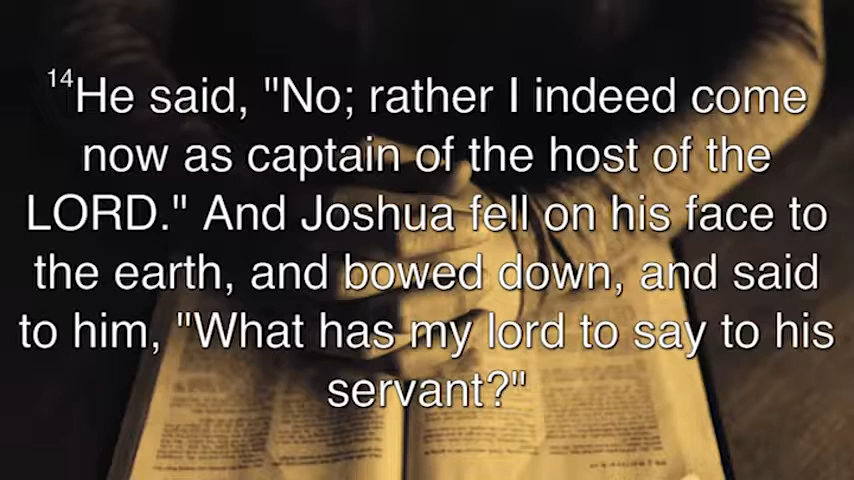 14He said, "No; rather I indeed come
now as captain of the host of the
LORD." And Joshua fell on his face to
the earth, and bowed down, and said
to him, "What has my lord to say to his
servant?"